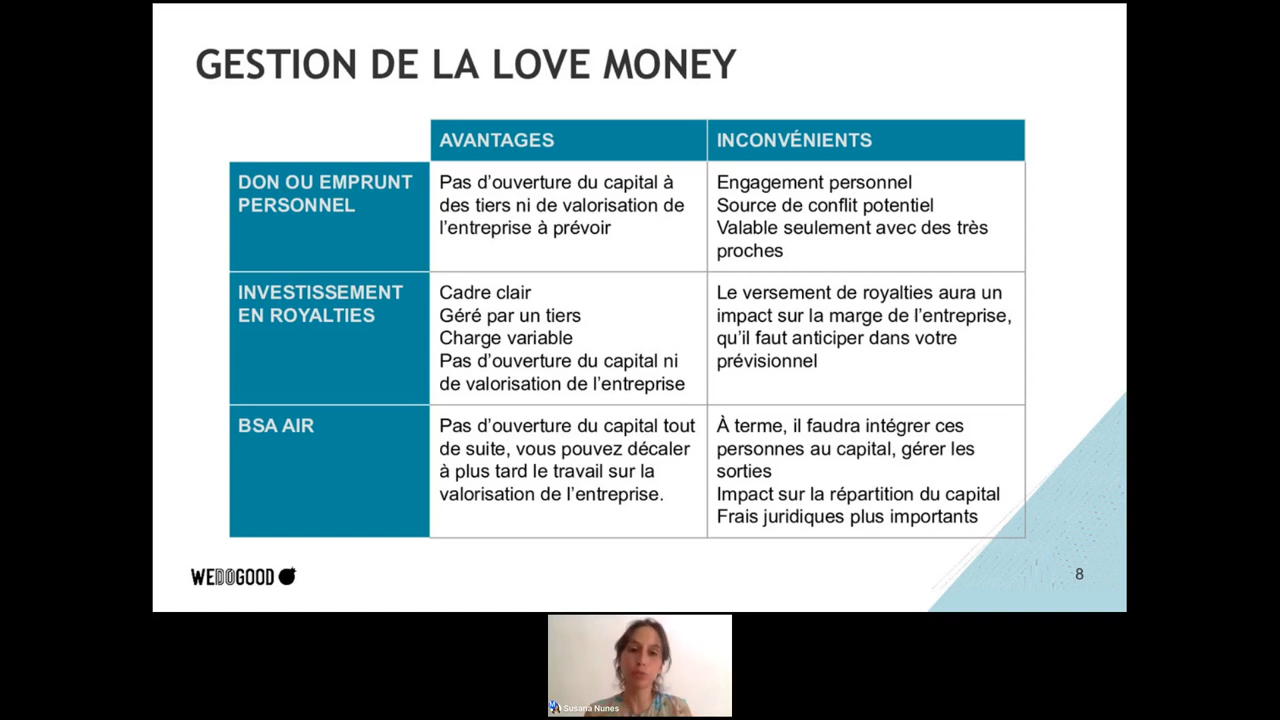 GESTION DE LA LOVE MONEY
AVANTAGES
INCONVÉNIENTS
DON OU EMPRUNT
PERSONNEL
Pas d'ouverture du capital à
des tiers ni de valorisation de
l'entreprise à prévoir
Engagement personnel
Source de conflit potentiel
Valable seulement avec des très
proches
INVESTISSEMENT
EN ROYALTIES
Cadre clair
Géré par un tiers
Charge variable
Pas d'ouverture du capital ni
de valorisation de l'entreprise
Le versement de royalties aura un
impact sur la marge de l'entreprise,
qu'il faut anticiper dans votre
prévisionnel
BSA AIR
Pas d'ouverture du capital tout
de suite, vous pouvez décaler
à plus tard le travail sur la
valorisation de l'entreprise.
À terme, il faudra intégrer ces
personnes au capital, gérer les
sorties
Impact sur la répartition du capital
Frais juridiques plus importants
WEDOGOOD
8
Susana Nunes